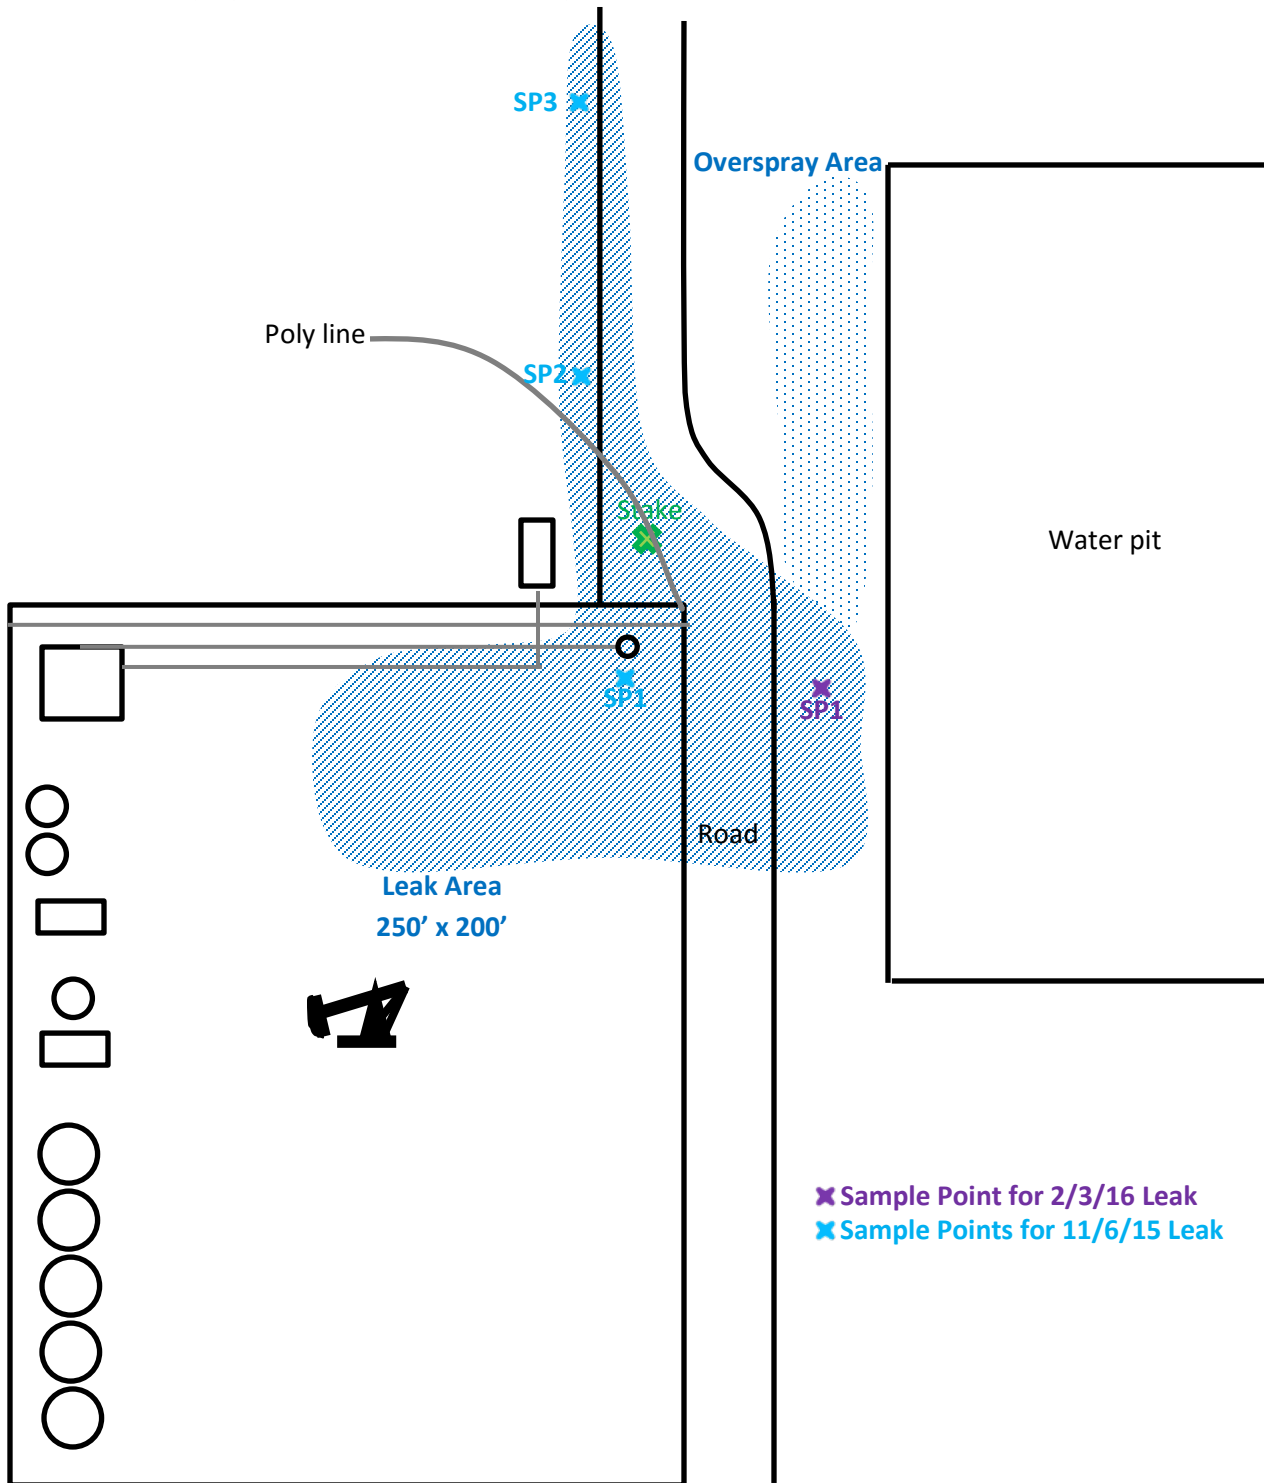 SP3
Overspray Area
Poly line
SP2
Stake
Water pit
SP1
SP1
Road
Leak Area
250’ x 200’
Sample Point for 2/3/16 Leak
Sample Points for 11/6/15 Leak